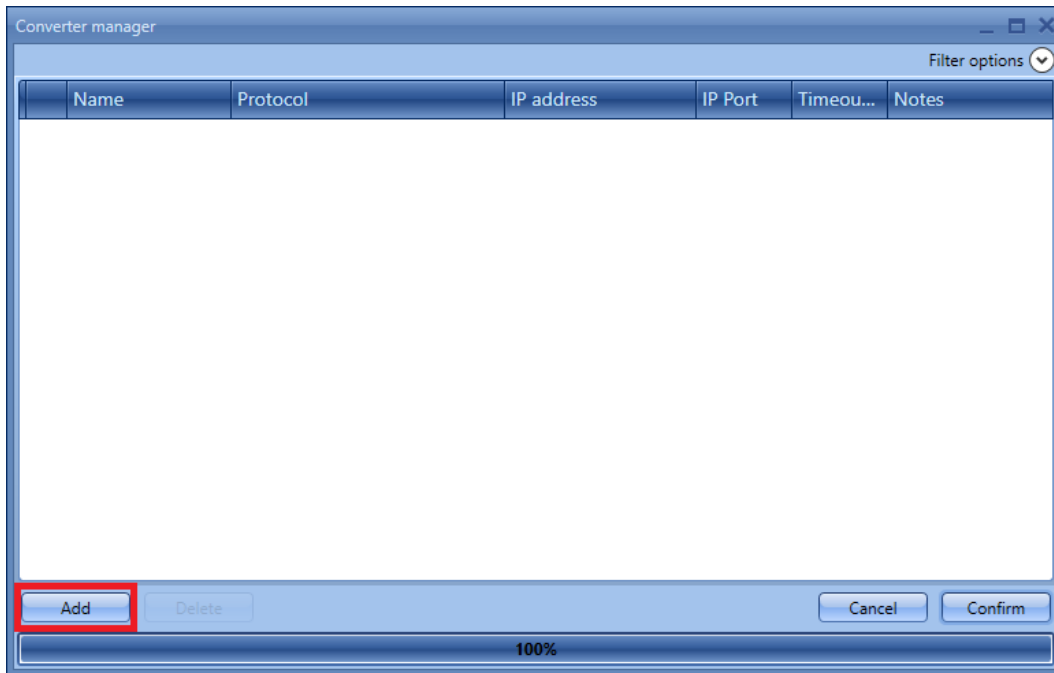 Converter manager
Filter options
Name Protocol IP address IP Port Timeou... Notes
Add Delete Cancel Confirm
100%